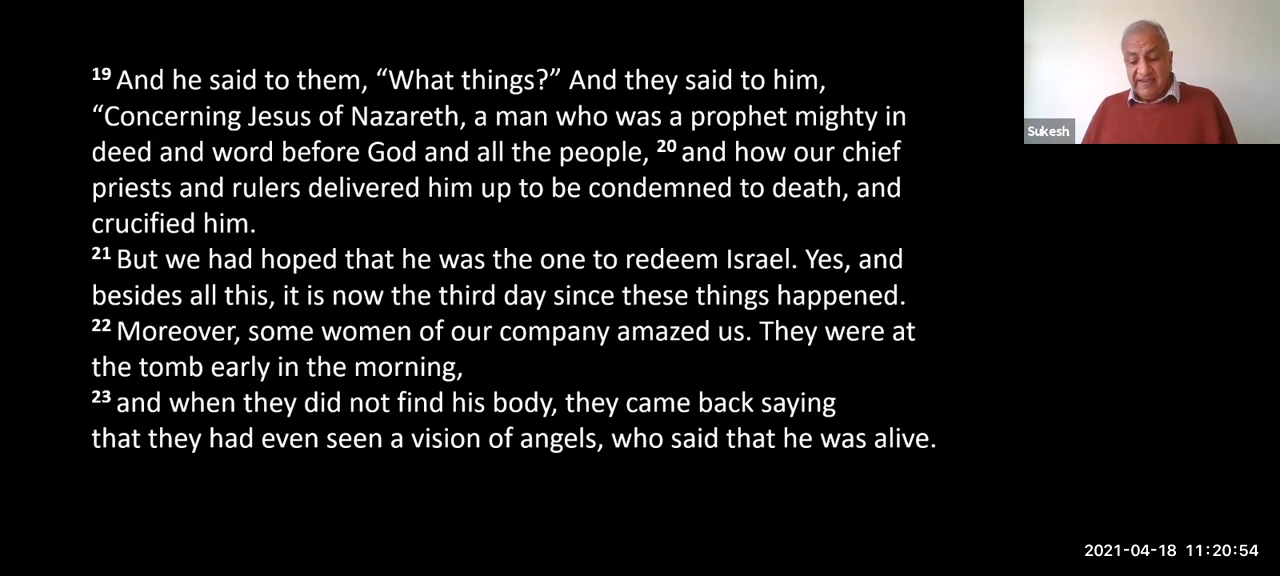 19 And he said to them, “What things?” And they said to him,
“Concerning Jesus of Nazareth, a man who was a prophet mighty in
deed and word before God and all the people, 20 and how our chief
priests and rulers delivered him up to be condemned to death, and
crucified him.
21 But we had hoped that he was the one to redeem Israel. Yes, and
besides all this, it is now the third day since these things happened.
22 Moreover, some women of our company amazed us. They were at
the tomb early in the morning,
23 and when they did not find his body, they came back saying
that they had even seen a vision of angels, who said that he was alive.
Sukesh
2021-04-18 11:20:54